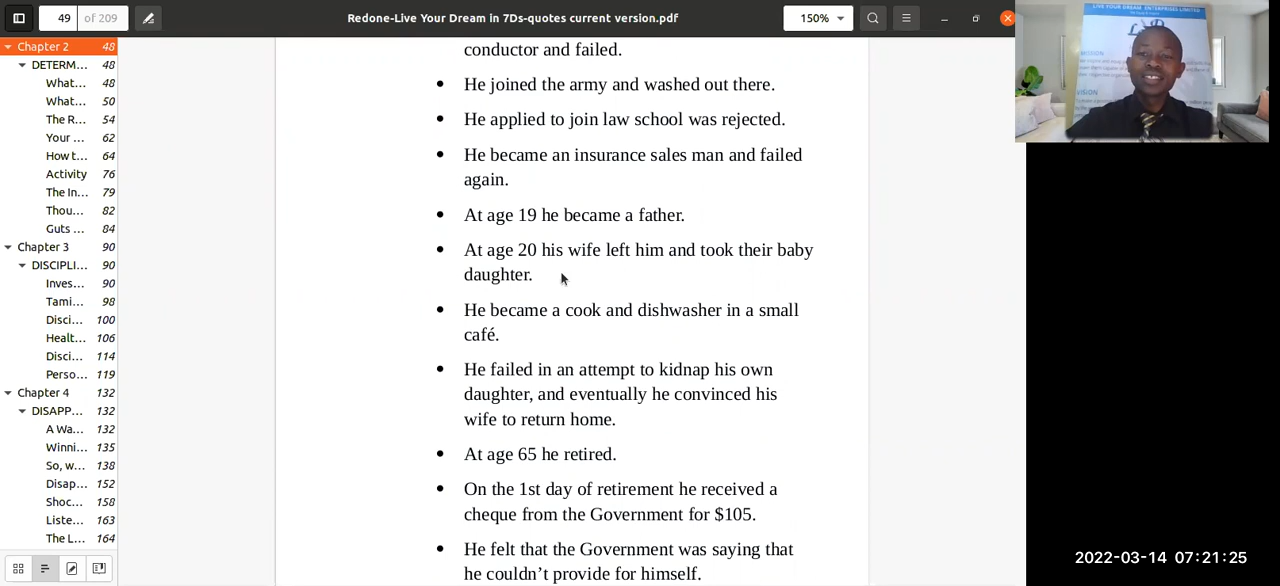 49
of 209
Redone-Live Your Dream in 7Ds-quotes current version.pdf
150%
Chapter 2 48
DETERM... 48
What... 48
What... 50
The R... 54
Your ... 62
How t... 64
Activity 76
The In... 79
Thou... 82
Guts ... 84
Chapter 3 90
DISCIPLI... 90
Inves... 90
Tami... 98
Disci... 100
Healt... 106
Disci... 114
Perso... 119
Chapter 4 132
DISAPP... 132
A Wa... 132
Winni... 135
So, w... 138
Disap... 152
Shoc... 158
Liste... 163
The L... 164
conductor and failed.
• He joined the army and washed out there.
• He applied to join law school was rejected.
• He became an insurance sales man and failed
again.
• At age 19 he became a father.
• At age 20 his wife left him and took their baby
daughter.
• He became a cook and dishwasher in a small
café.
• He failed in an attempt to kidnap his own
daughter, and eventually he convinced his
wife to return home.
• At age 65 he retired.
• On the 1st day of retirement he received a
cheque from the Government for $105.
• He felt that the Government was saying that
he couldn’t provide for himself.
LIVE YOUR DREAM ENTERPRISES LIMITED
MISSION
2022-03-14 07:21:25